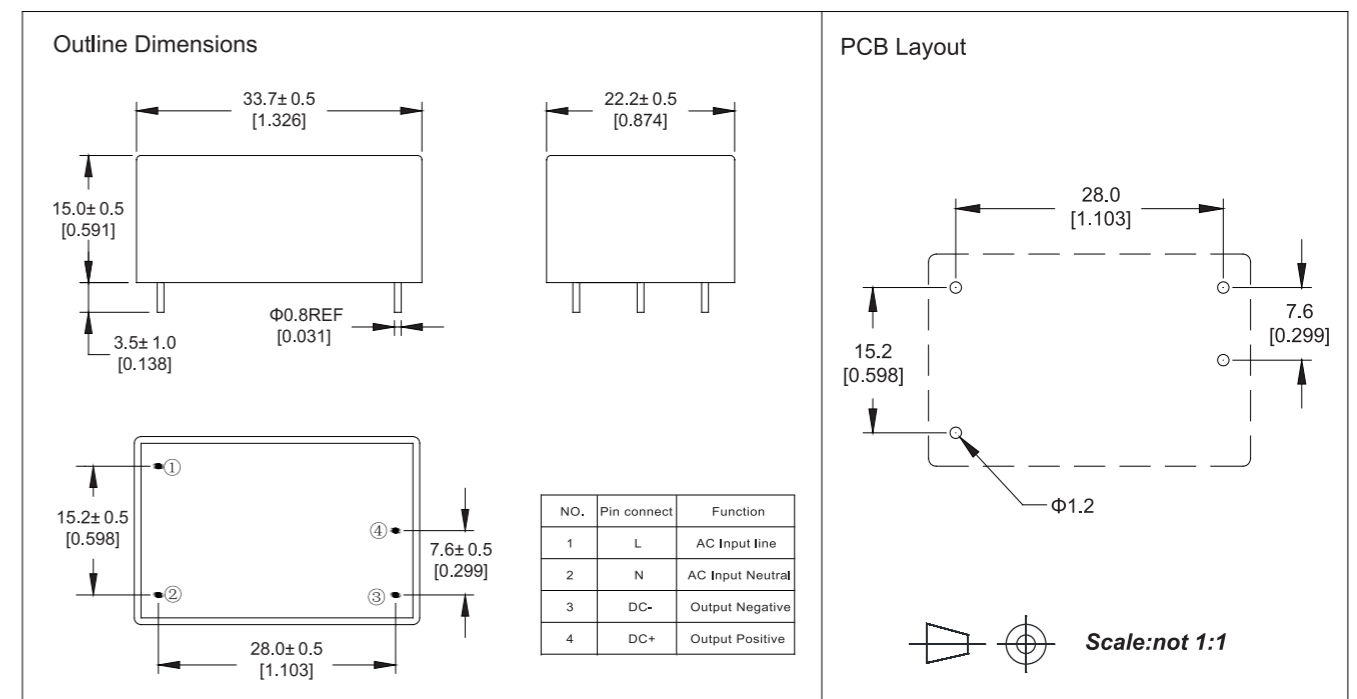 Outline Dimensions
33.7± 0.5
[1.326]
22.2± 0.5
[0.874]
15.0± 0.5
[0.591]
3.5± 1.0
[0.138]
Φ0.8REF
[0.031]
①
②
③
④
15.2± 0.5
[0.598]
7.6± 0.5
[0.299]
28.0± 0.5
[1.103]
NO. Pin connect Function
1 L AC Input line
2 N AC Input Neutral
3 DC- Output Negative
4 DC+ Output Positive
PCB Layout
28.0
[1.103]
7.6
[0.299]
15.2
[0.598]
Φ1.2
Scale:not 1:1